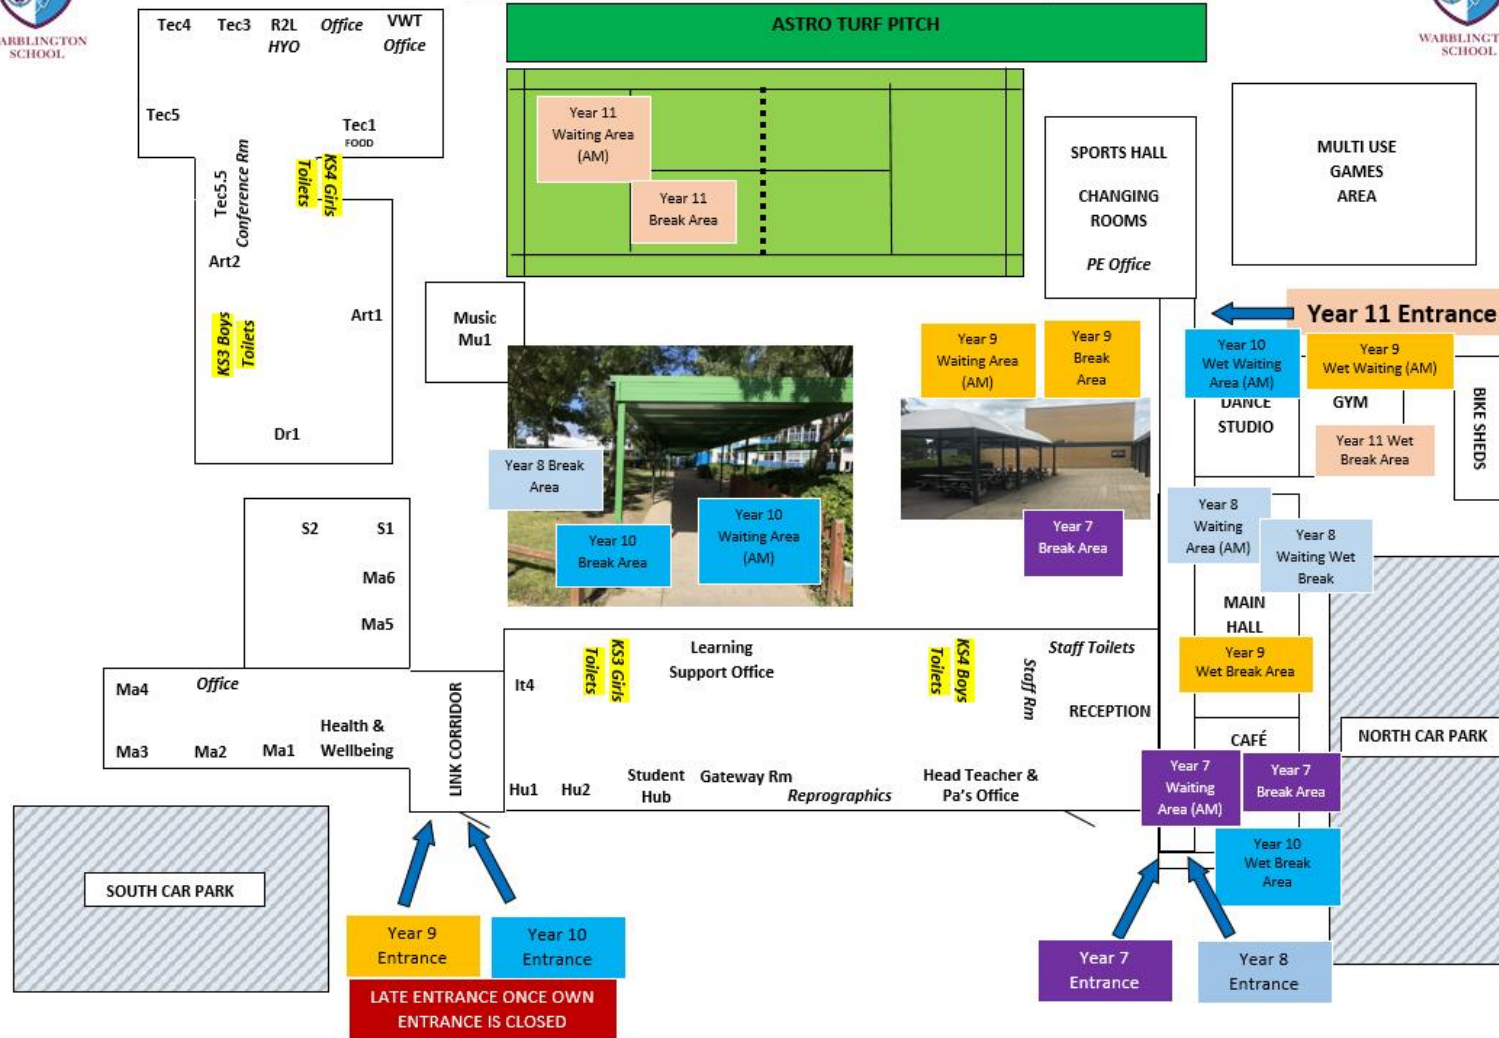 ARBLINGTON
SCHOOL
WARBLINGT
SCHOOL
Tec4
Tec3
R2L
HYO
Office
VWT
Office
Tec5
Tec1
FOOD
Tec5.5
Conference Rm
KS4 Girls
Toilets
Art2
KS3 Boys
Toilets
Art1
Dr1
Music
Mu1
ASTRO TURF PITCH
Year 11
Waiting Area
(AM)
Year 11
Break Area
SPORTS HALL
CHANGING
ROOMS
PE Office
MULTI USE
GAMES
AREA
Year 11 Entrance
Year 9
Waiting Area
(AM)
Year 9
Break
Area
Year 10
Wet Waiting
Area (AM)
Year 9
Wet Waiting (AM)
DANCE
STUDIO
GYM
Year 11 Wet
Break Area
BIKE SHEDS
Year 8 Break
Area
Year 10
Break Area
Year 10
Waiting Area
(AM)
Year 7
Break Area
Year 8
Waiting
Area (AM)
Year 8
Waiting Wet
Break
MAIN
HALL
Year 9
Wet Break Area
S2
S1
Ma6
Ma5
Ma4
Office
Ma3
Ma2
Ma1
Health &
Wellbeing
LINK CORRIDOR
It4
KS3 Girls
Toilets
Learning
Support Office
KS4 Boys
Toilets
Staff Rm
Staff Toilets
RECEPTION
Hu1
Hu2
Student
Hub
Gateway Rm
Reprographics
Head Teacher &
Pa's Office
CAFÉ
NORTH CAR PARK
Year 7
Waiting
Area (AM)
Year 7
Break Area
Year 10
Wet Break
Area
SOUTH CAR PARK
Year 9
Entrance
Year 10
Entrance
LATE ENTRANCE ONCE OWN
ENTRANCE IS CLOSED
Year 7
Entrance
Year 8
Entrance